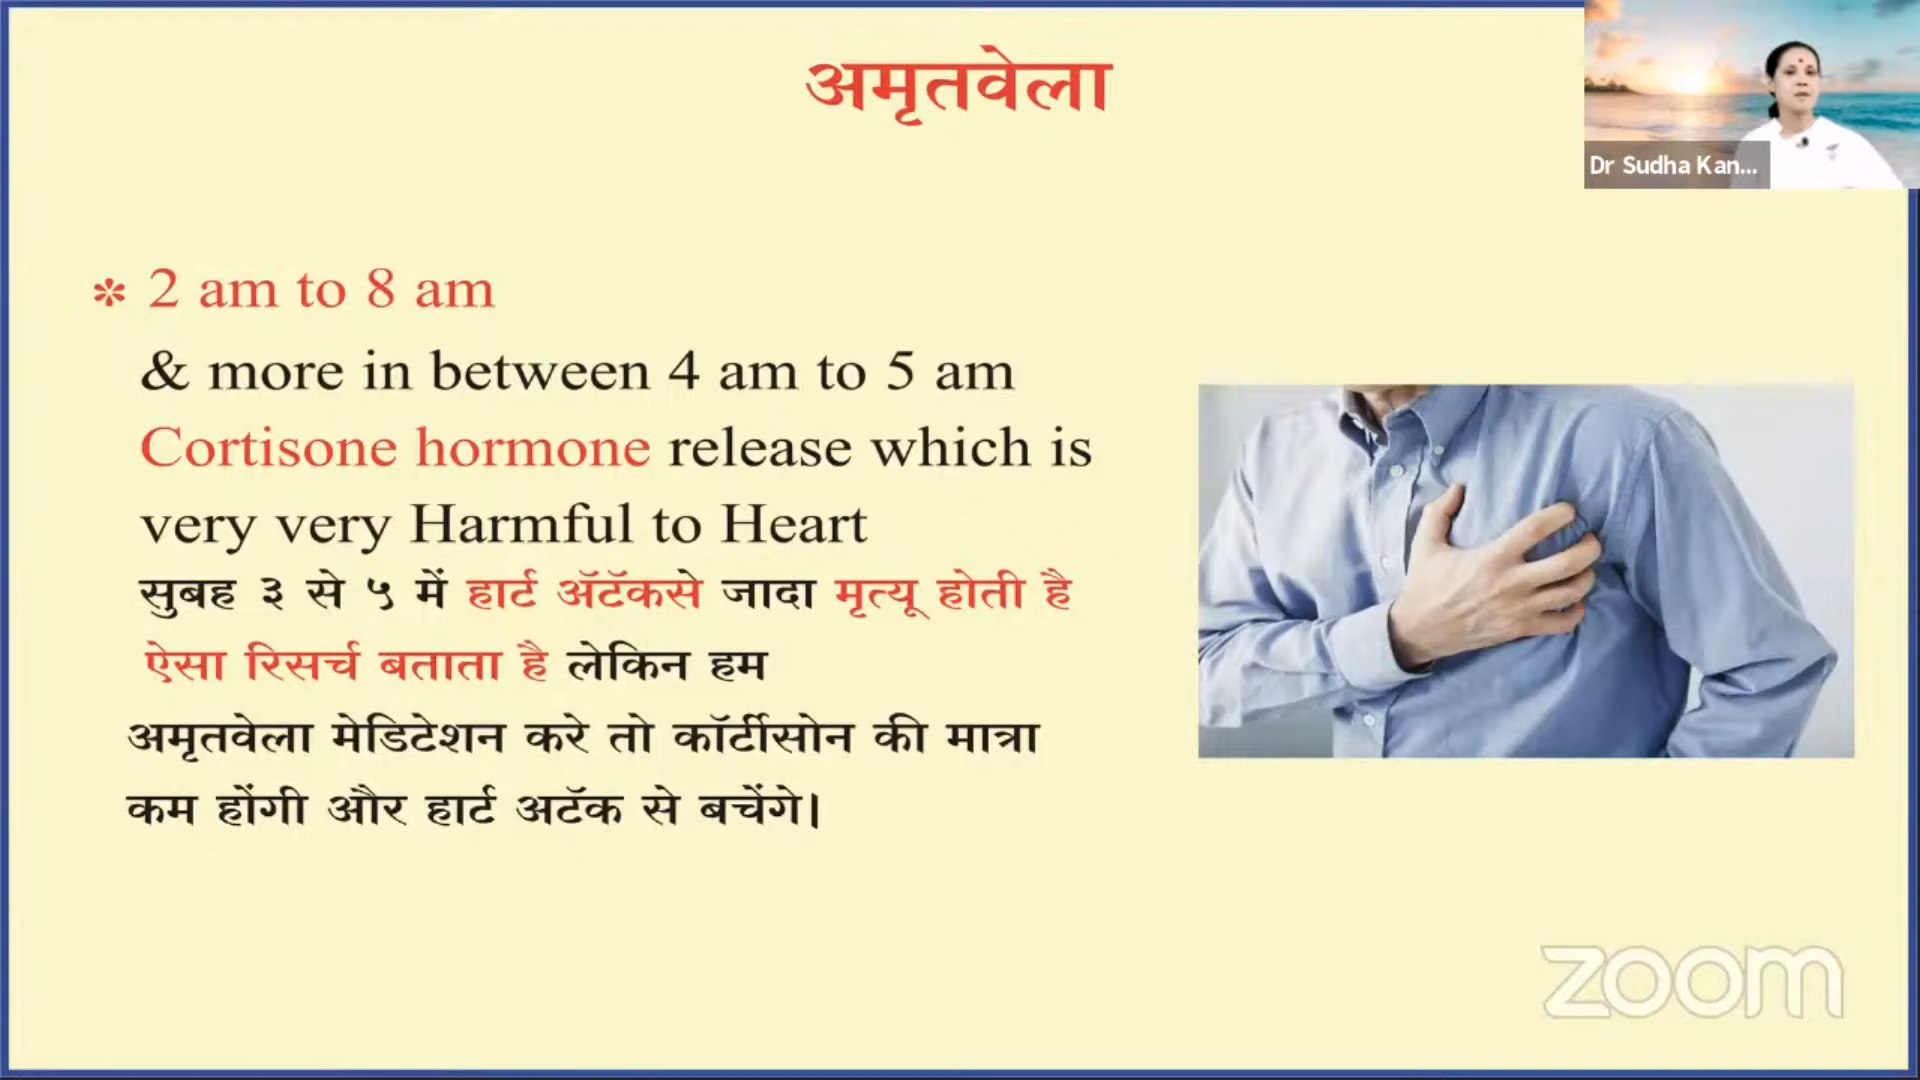 अमृतवेला
Dr Sudha Kan...
* 2 am to 8 am
& more in between 4 am to 5 am
Cortisone hormone release which is
very very Harmful to Heart
सुबह ३ से ५ में हार्ट ॲटॅकसे जादा मृत्यू होती है
ऐसा रिसर्च बताता है लेकिन हम
अमृतवेला मेडिटेशन करे तो कॉर्टीसोन की मात्रा
कम होंगी और हार्ट अटॅक से बचेंगे।
zoom